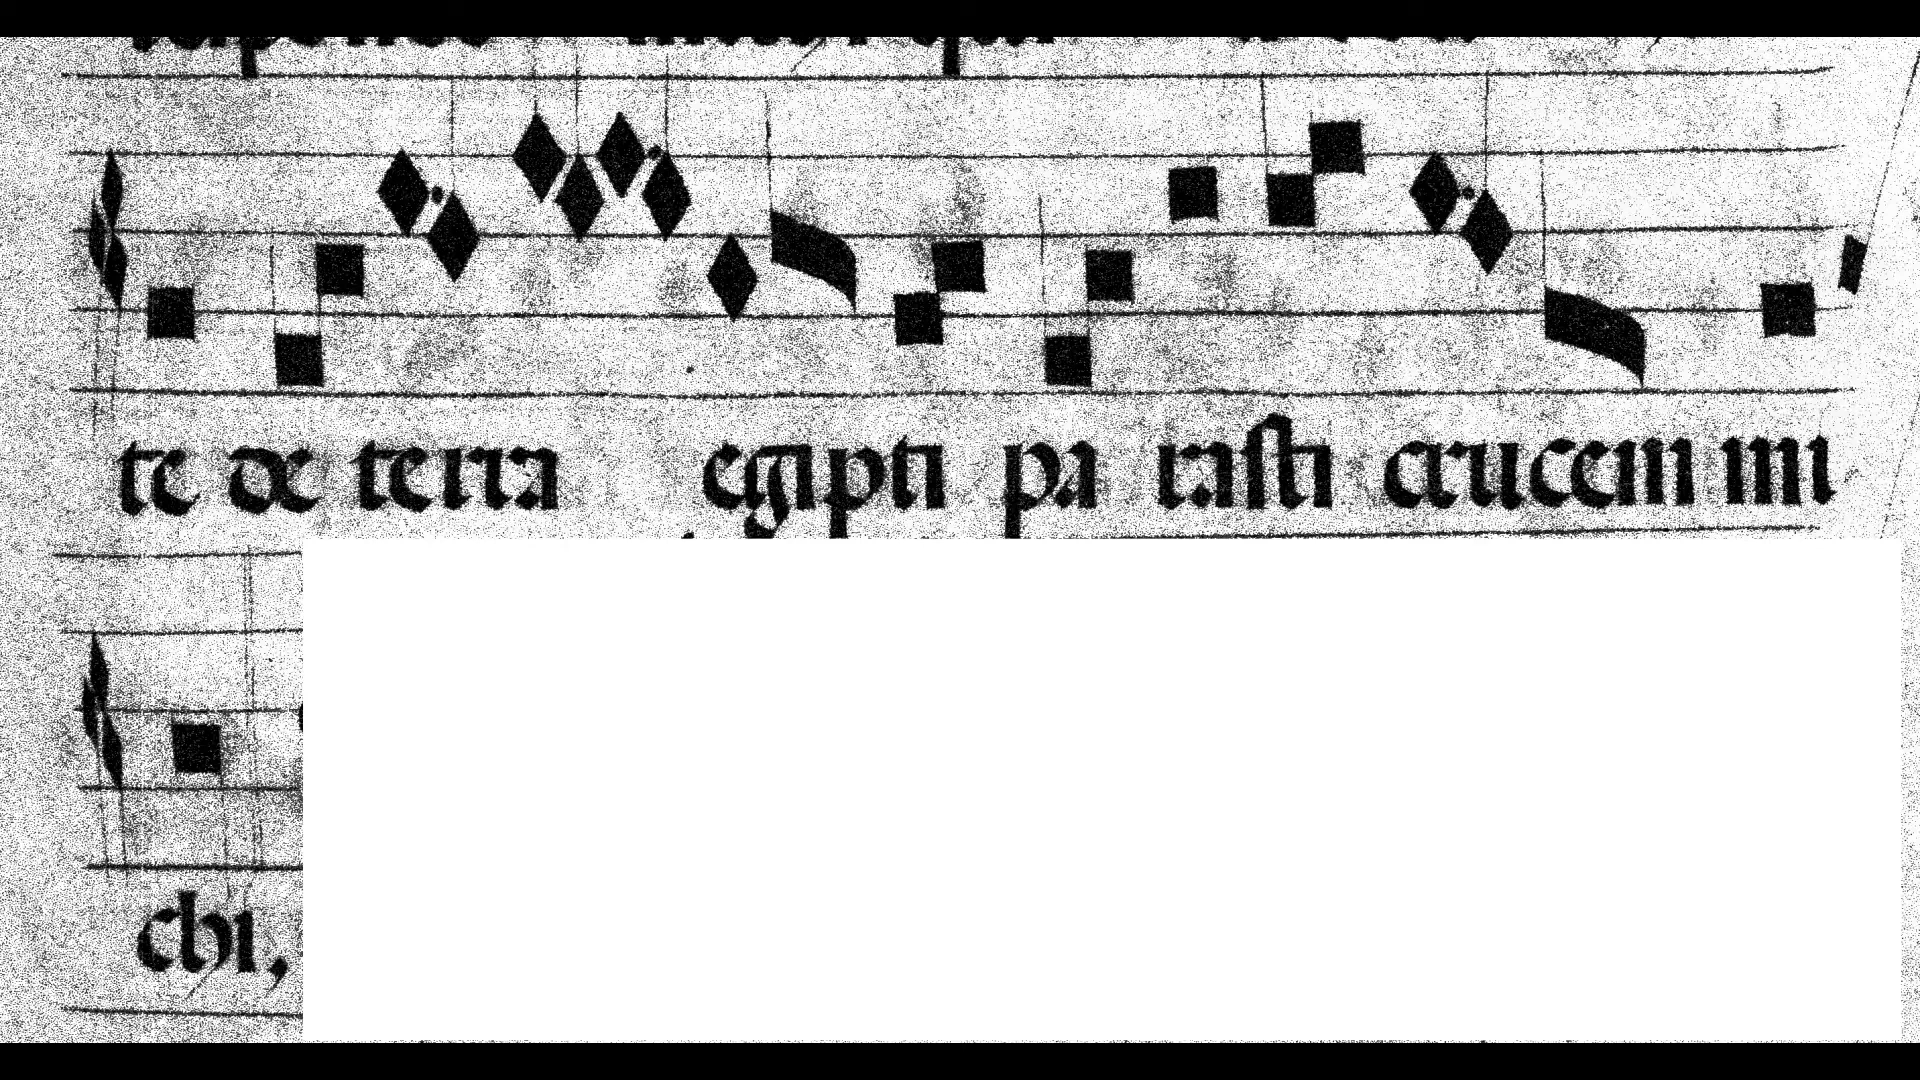 te de terra egipti pa rasti crucem mi
chi,